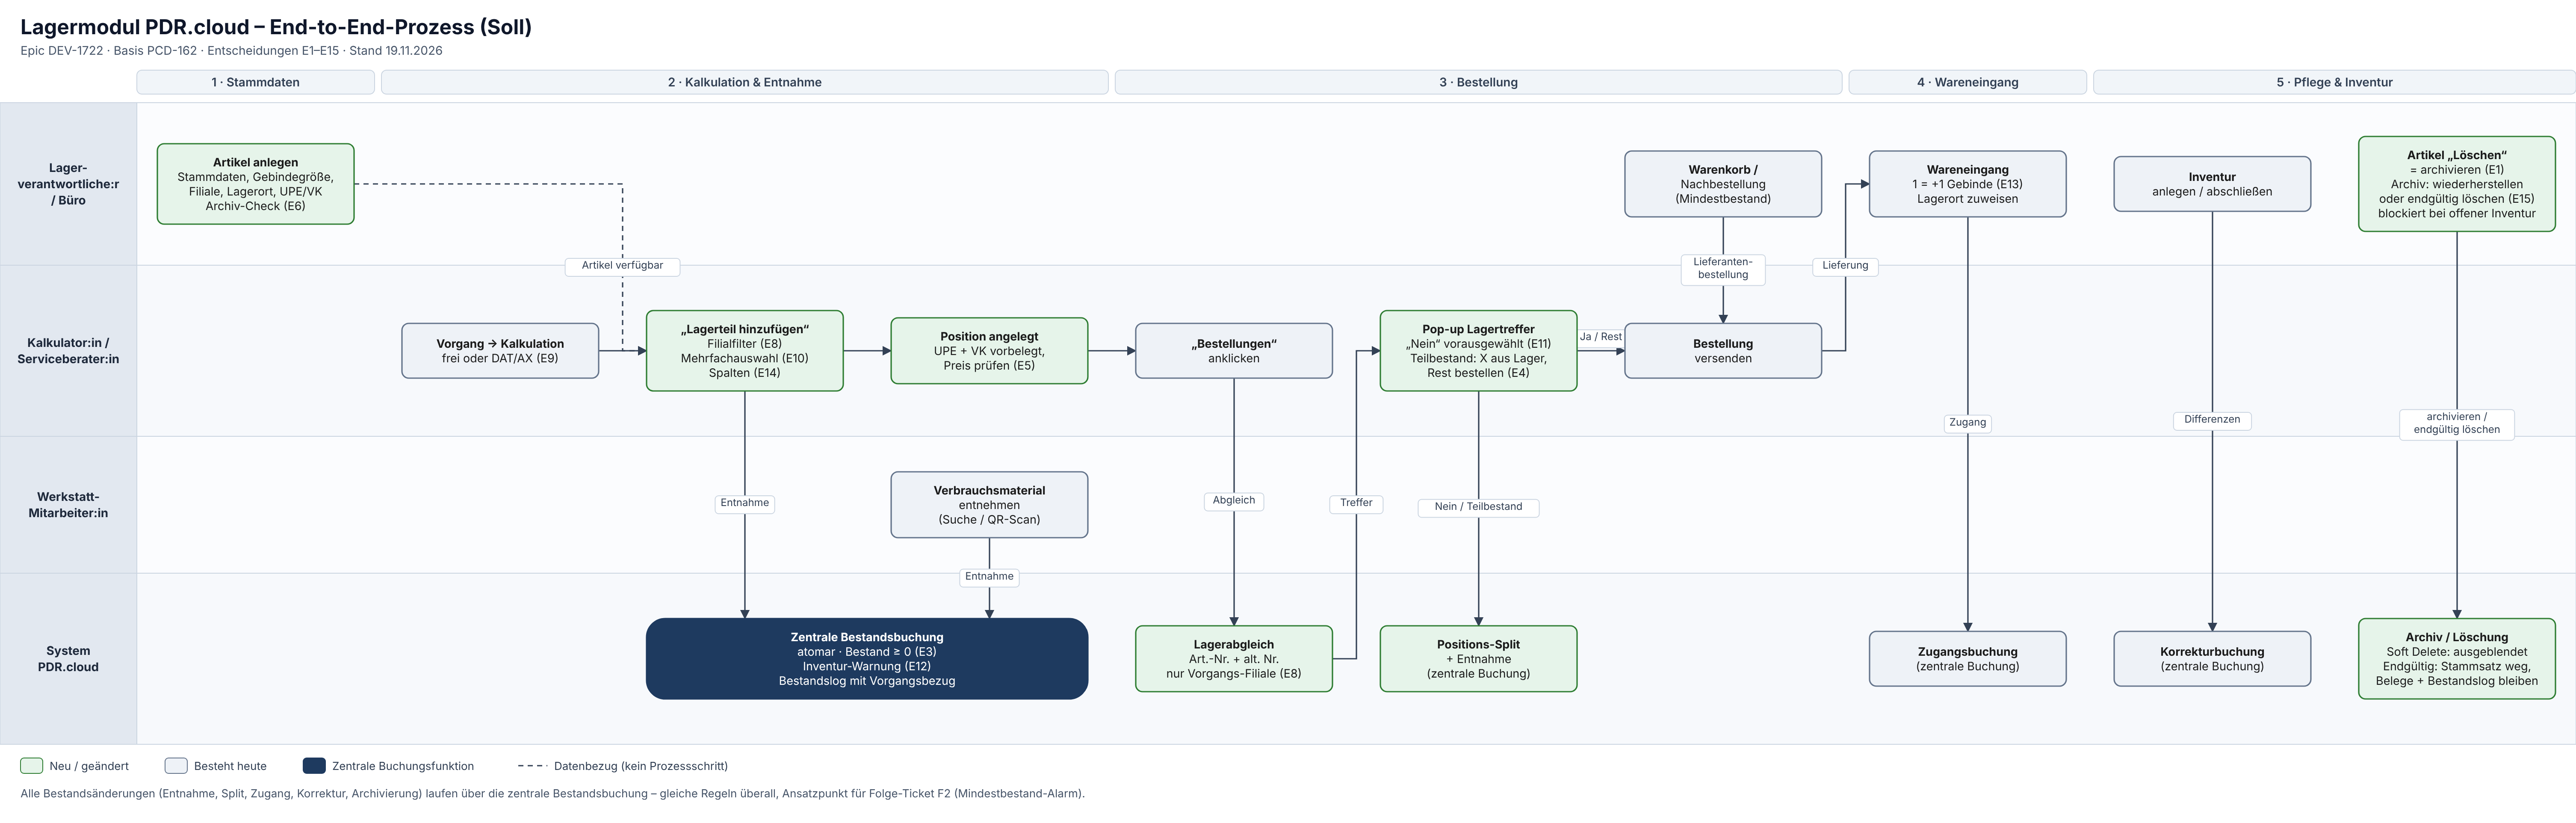 Lagermodul PDR.cloud – End-to-End-Prozess (Soll)
Epic DEV-1722 · Basis PCD-162 · Entscheidungen E1–E15 · Stand 19.11.2026
1 · Stammdaten
2 · Kalkulation & Entnahme
3 · Bestellung
4 · Wareneingang
5 · Pflege & Inventur
Lager-
verantwortliche:r
/ Büro
Artikel anlegen
Stammdaten, Gebindegröße,
Filiale, Lagerort, UPE/VK
Archiv-Check (E6)
Warenkorb /
Nachbestellung
(Mindestbestand)
Wareneingang
1 = +1 Gebinde (E13)
Lagerort zuweisen
Inventur
anlegen / abschließen
Artikel „Löschen“
= archivieren (E1)
Archiv: wiederherstellen
oder endgültig löschen (E15)
blockiert bei offener Inventur
Artikel verfügbar
Lieferanten-
bestellung
Lieferung
Kalkulator:in /
Serviceberater:in
Vorgang → Kalkulation
frei oder DAT/AX (E9)
„Lagerteil hinzufügen“
Filialfilter (E8)
Mehrfachauswahl (E10)
Spalten (E14)
Position angelegt
UPE + VK vorbelegt,
Preis prüfen (E5)
„Bestellungen“
anklicken
Pop-up Lagertreffer
„Nein“ vorausgewählt (E11)
Teilbestand: X aus Lager,
Rest bestellen (E4)
Ja / Rest
Bestellung
versenden
Zugang
Differenzen
archivieren /
endgültig löschen
Werkstatt-
Mitarbeiter:in
Entnahme
Verbrauchsmaterial
entnehmen
(Suche / QR-Scan)
Abgleich
Treffer
Nein / Teilbestand
Entnahme
System
PDR.cloud
Zentrale Bestandsbuchung
atomar · Bestand ≥ 0 (E3)
Inventur-Warnung (E12)
Bestandslog mit Vorgangsbezug
Lagerabgleich
Art.-Nr. + alt. Nr.
nur Vorgangs-Filiale (E8)
Positions-Split
+ Entnahme
(zentrale Buchung)
Zugangsbuchung
(zentrale Buchung)
Korrekturbuchung
(zentrale Buchung)
Archiv / Löschung
Soft Delete: ausgeblendet
Endgültig: Stammsatz weg,
Belege + Bestandslog bleiben
Neu / geändert
Besteht heute
Zentrale Buchungsfunktion
Datenbezug (kein Prozessschritt)
Alle Bestandsänderungen (Entnahme, Split, Zugang, Korrektur, Archivierung) laufen über die zentrale Bestandsbuchung – gleiche Regeln überall, Ansatzpunkt für Folge-Ticket F2 (Mindestbestand-Alarm).